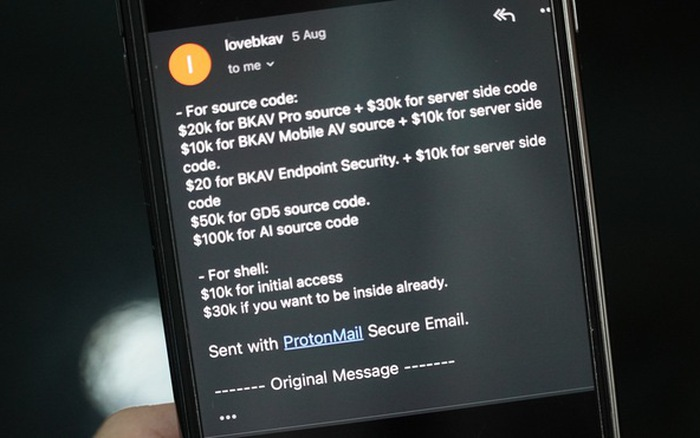 lovebkav 5 Aug
to me
- For source code:
$20k for BKAV Pro source + $30k for server side code
$10k for BKAV Mobile AV source + $10k for server side
code.
$20 for BKAV Endpoint Security. + $10k for server side
code
$50k for GD5 source code.
$100k for AI source code
- For shell:
$10k for initial access
$30k if you want to be inside already.
Sent with ProtonMail Secure Email.
------- Original Message -------